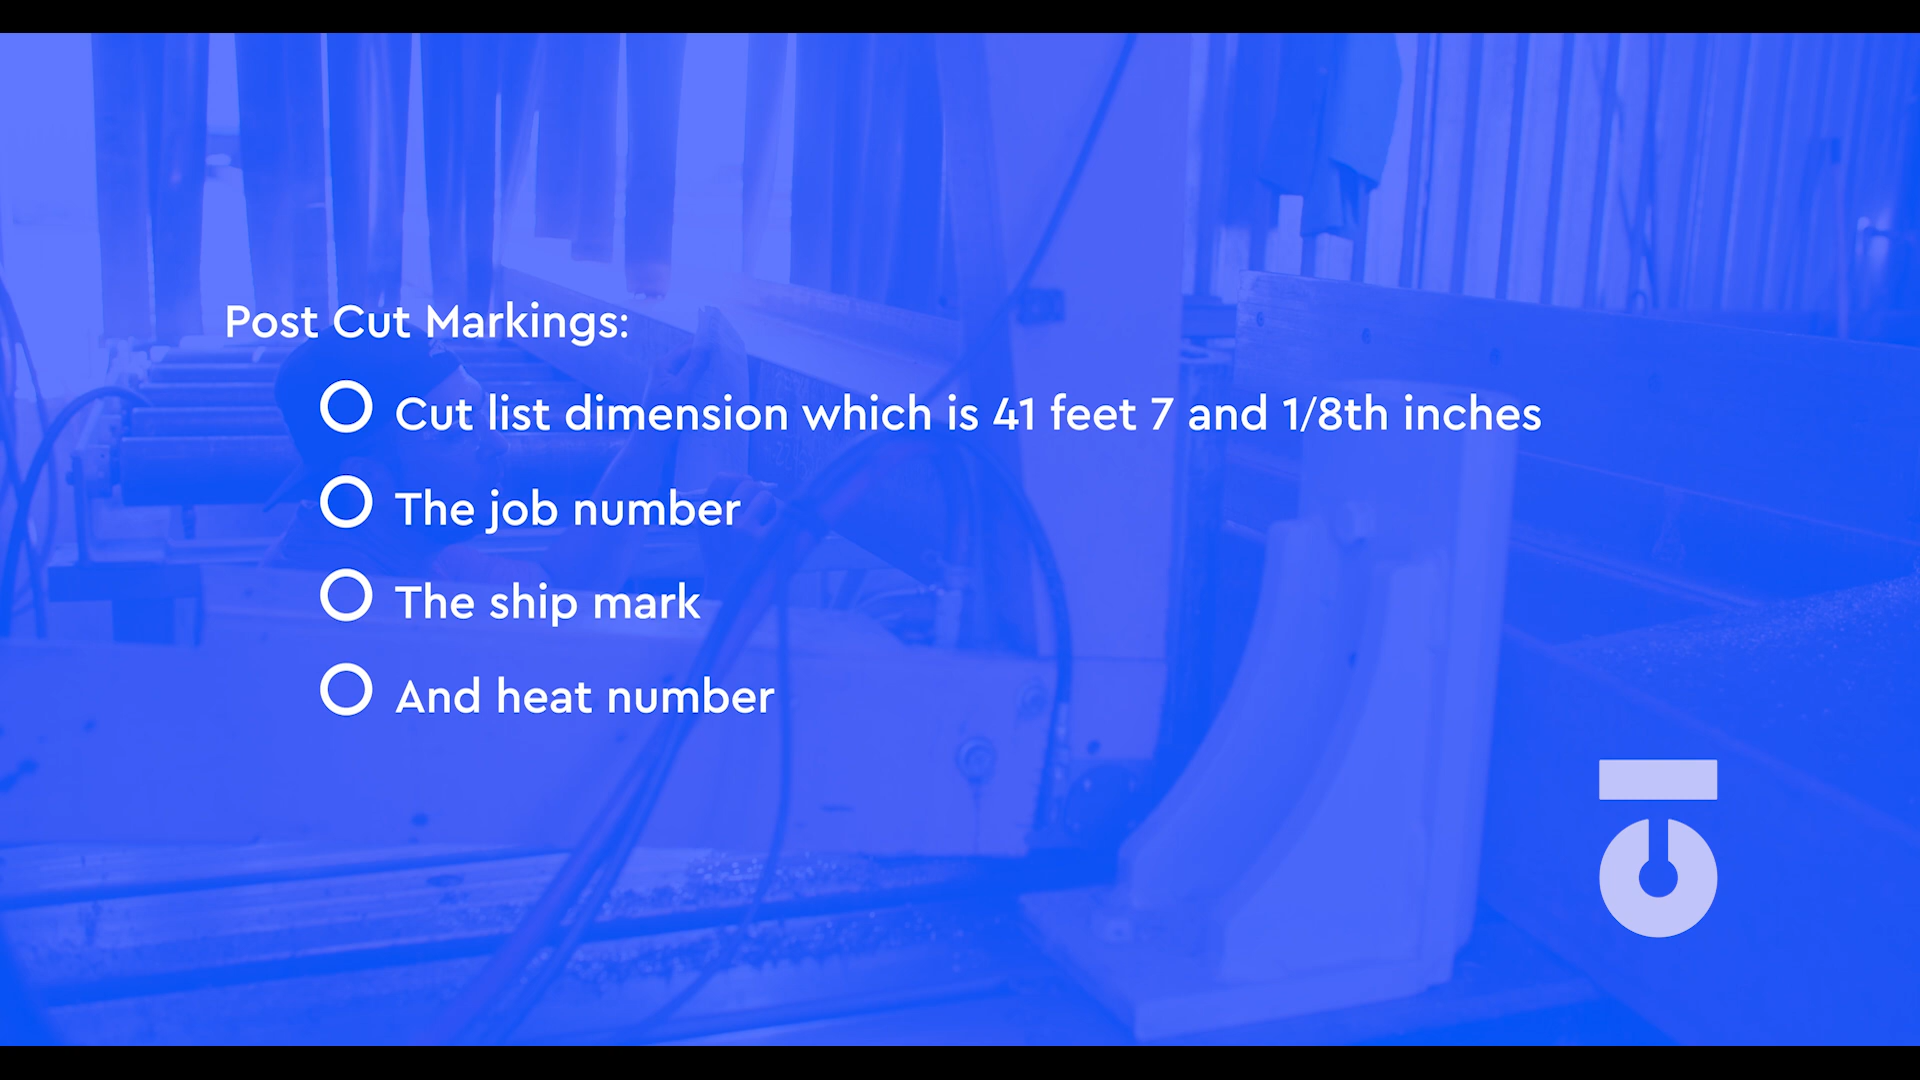 Post Cut Markings:
Cut list dimension which is 41 feet 7 and 1/8th inches
The job number
The ship mark
And heat number